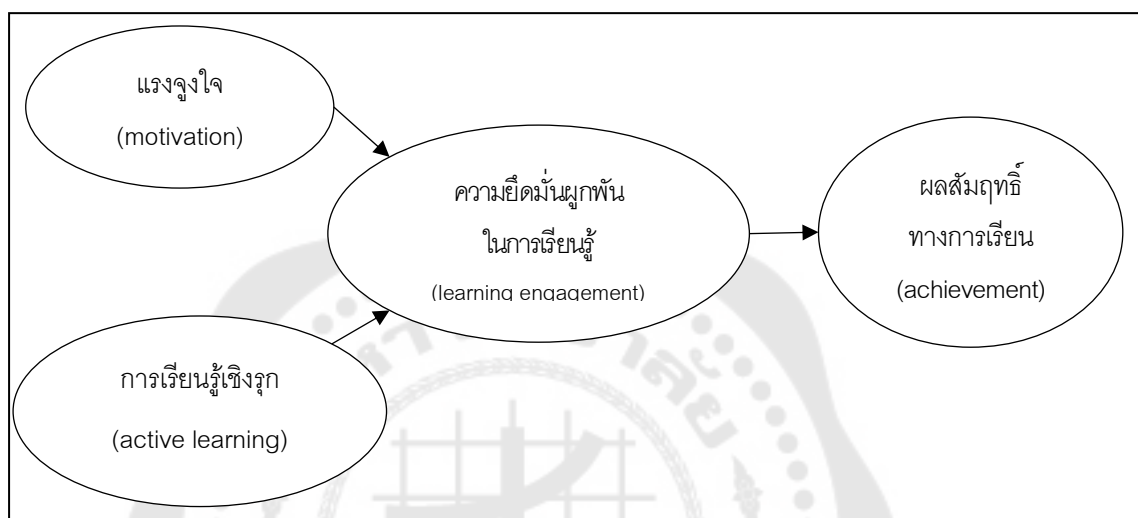 แรงจูงใจ
(motivation)
ความยึดมั่นผูกพัน
ในการเรียนรู้
(learning engagement)
ผลสัมฤทธิ์
ทางการเรียน
(achievement)
การเรียนรู้เชิงรุก
(active learning)